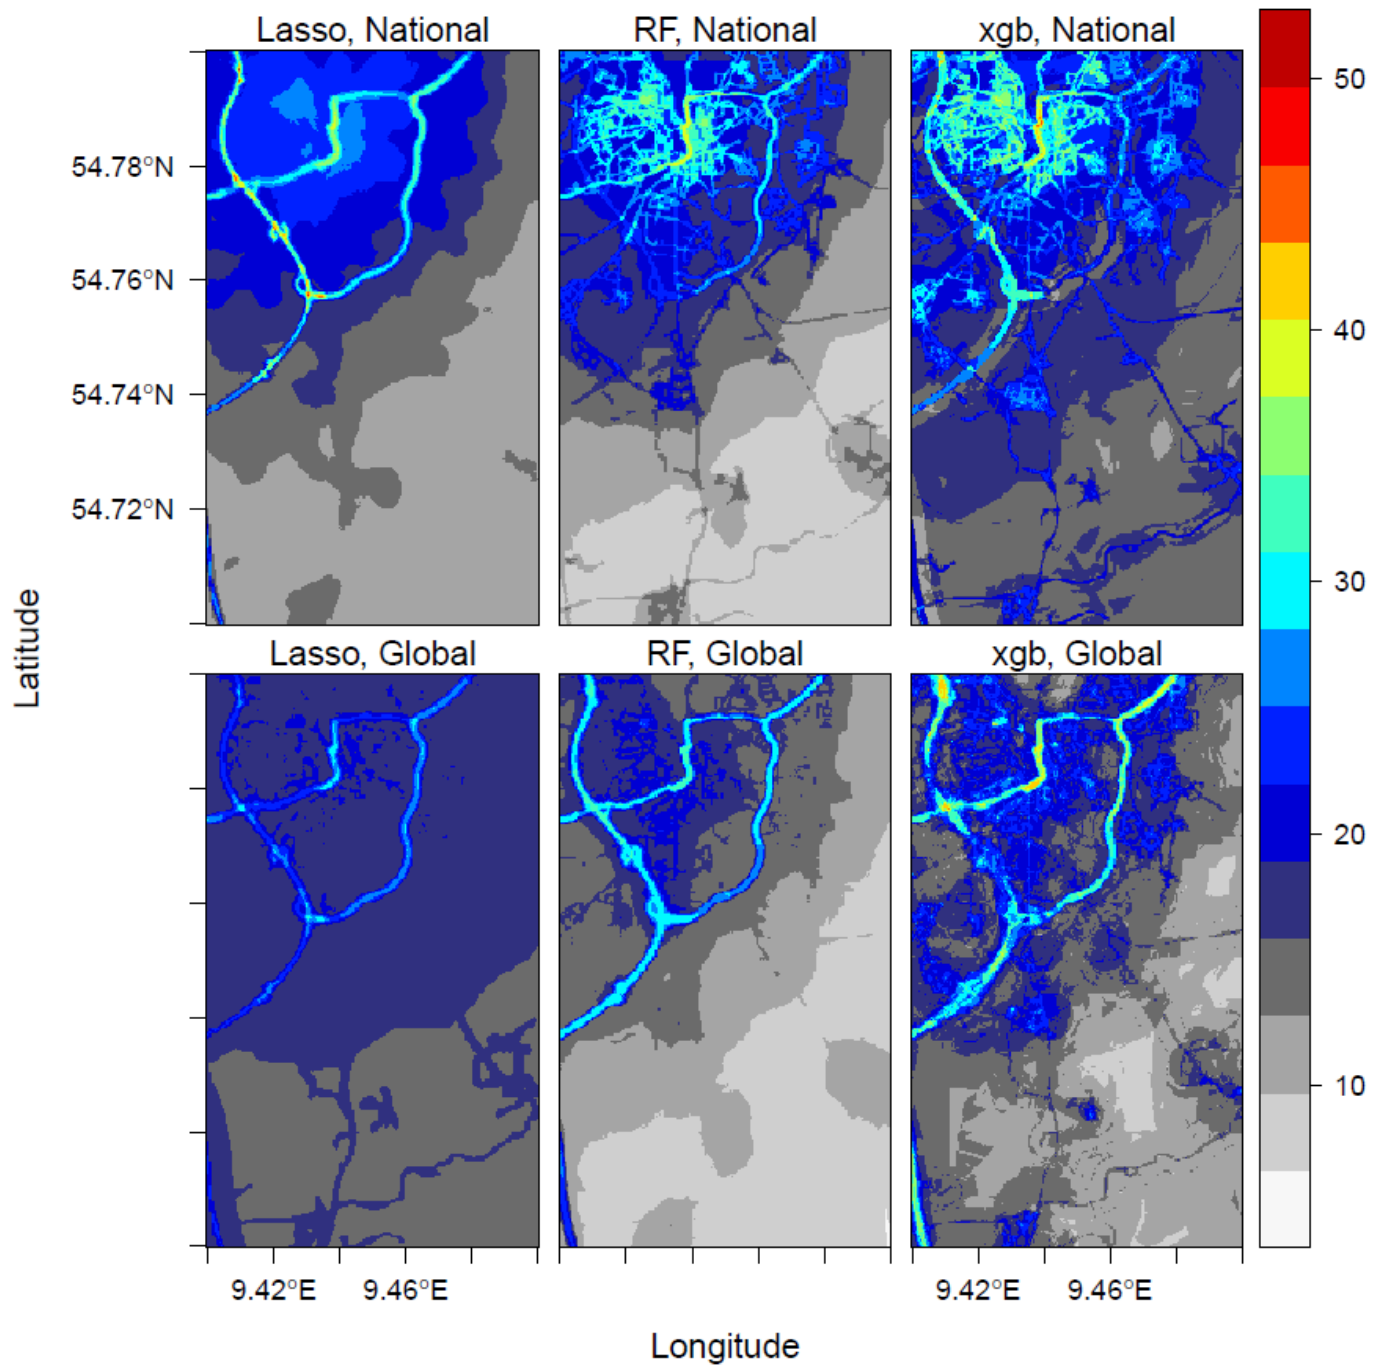 Lasso, National
RF, National
xgb, National
50
40
30
20
10
54.78°N
54.76°N
54.74°N
54.72°N
Latitude
Lasso, Global
RF, Global
xgb, Global
9.42°E
9.46°E
9.42°E
9.46°E
Longitude